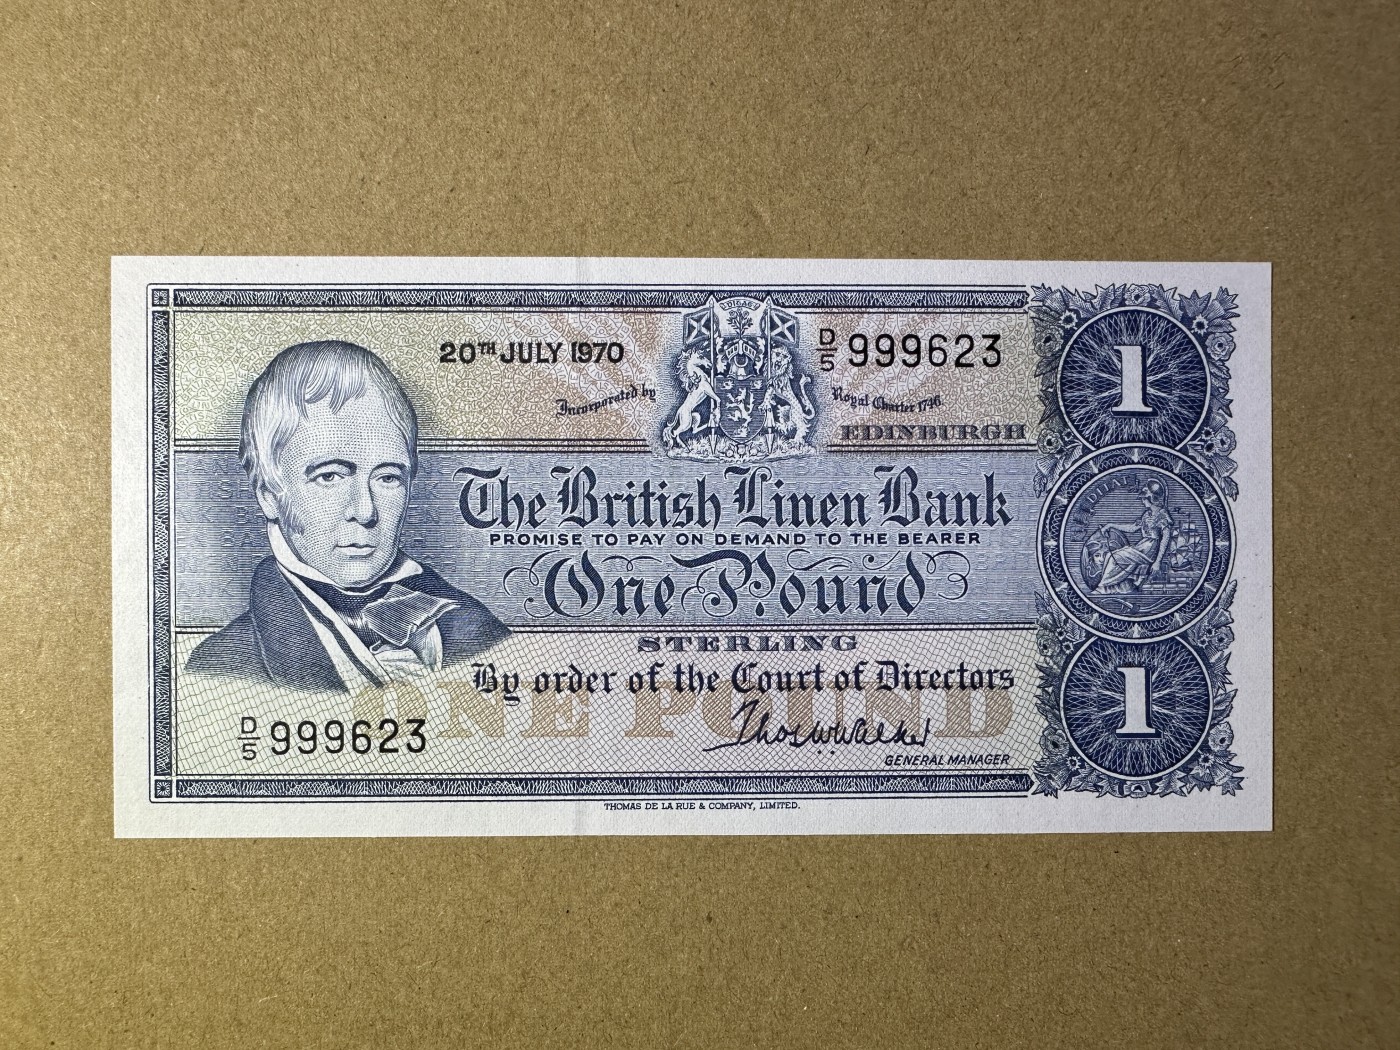 20TH JULY 1970
D/5 999623
Incorporated by
Royal Charter 1746
EDINBURGH
The British Linen Bank
PROMISE TO PAY ON DEMAND TO THE BEARER
One Pound
STERLING
By order of the Court of Directors
ONE POUND
D/5 999623
Thos W. Walker
GENERAL MANAGER
THOMAS DE LA RUE & COMPANY, LIMITED.
1
1